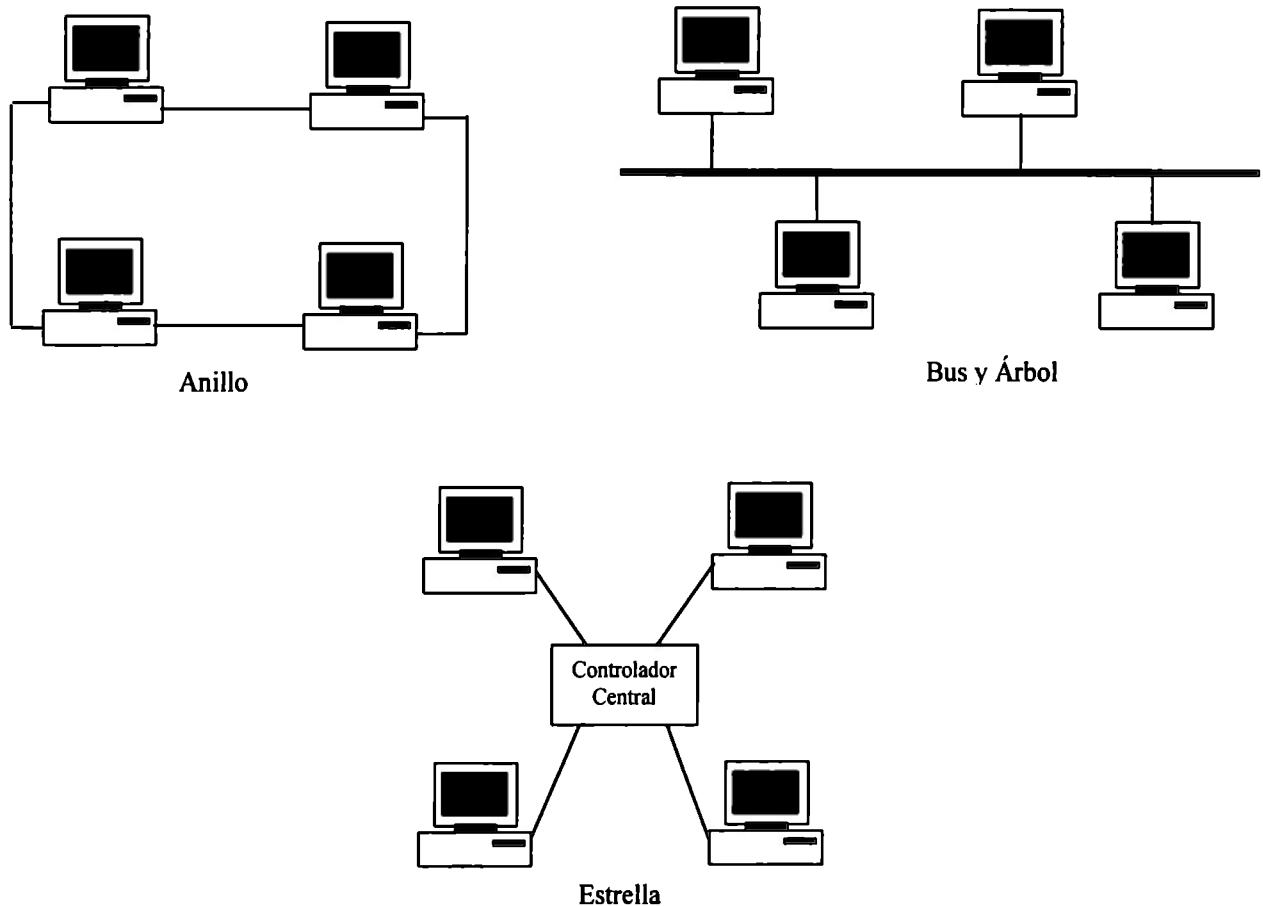 Anillo
Bus y Árbol
Controlador
Central
Estrella